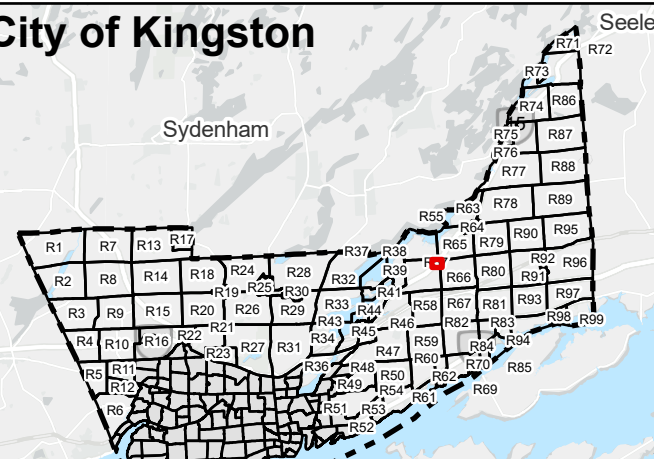 City of Kingston
Seele
R71
R72
R73
R74 R86
R75 R87
R76
R77 R88
R78 R89
Sydenham
R55 R63
R64
R1 R7 R13 R17
R37 R38 R65 R79 R90 R95
R2 R8 R14 R18 R24 R28 R32 R39 R66 R80 R92 R96
R91
R19 R25 R30 R41
R3 R9 R15 R20 R26 R29 R33 R44 R58 R67 R81 R93 R97
R4 R10 R16 R22 R21 R43 R45 R46 R82 R83 R98 R99
R23 R27 R31 R34 R47 R59 R84 R94
R60
R5 R11 R36 R48 R70 R85
R12 R49 R50 R62 R69
R54
R6 R51 R53 R61
R52